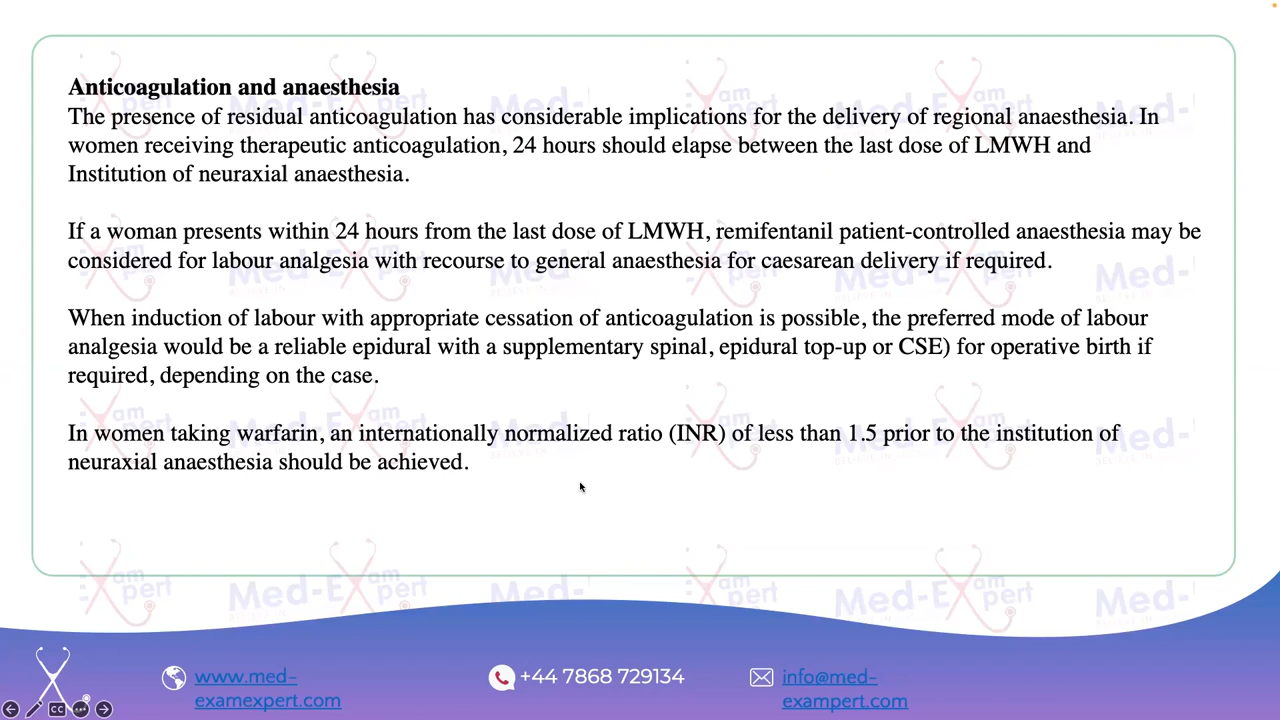 Anticoagulation and anaesthesia
The presence of residual anticoagulation has considerable implications for the delivery of regional anaesthesia. In
women receiving therapeutic anticoagulation, 24 hours should elapse between the last dose of LMWH and
Institution of neuraxial anaesthesia.
If a woman presents within 24 hours from the last dose of LMWH, remifentanil patient-controlled anaesthesia may be
considered for labour analgesia with recourse to general anaesthesia for caesarean delivery if required.
When induction of labour with appropriate cessation of anticoagulation is possible, the preferred mode of labour
analgesia would be a reliable epidural with a supplementary spinal, epidural top-up or CSE) for operative birth if
required, depending on the case.
In women taking warfarin, an internationally normalized ratio (INR) of less than 1.5 prior to the institution of
neuraxial anaesthesia should be achieved.
www.med-
examexpert.com
+44 7868 729134
info@med-
exampert.com
CC